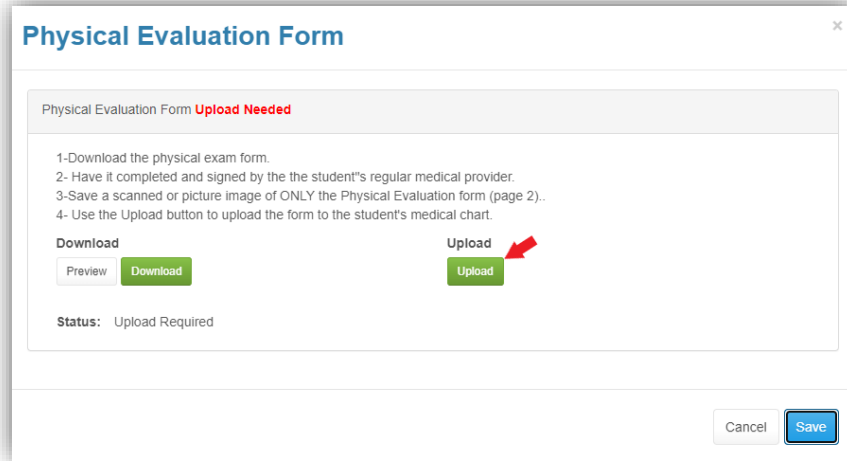 Physical Evaluation Form
×
Physical Evaluation Form Upload Needed
1-Download the physical exam form.
2- Have it completed and signed by the the student"s regular medical provider.
3-Save a scanned or picture image of ONLY the Physical Evaluation form (page 2)..
4- Use the Upload button to upload the form to the student's medical chart.
Download Upload
Preview Download Upload
Status: Upload Required
Cancel Save